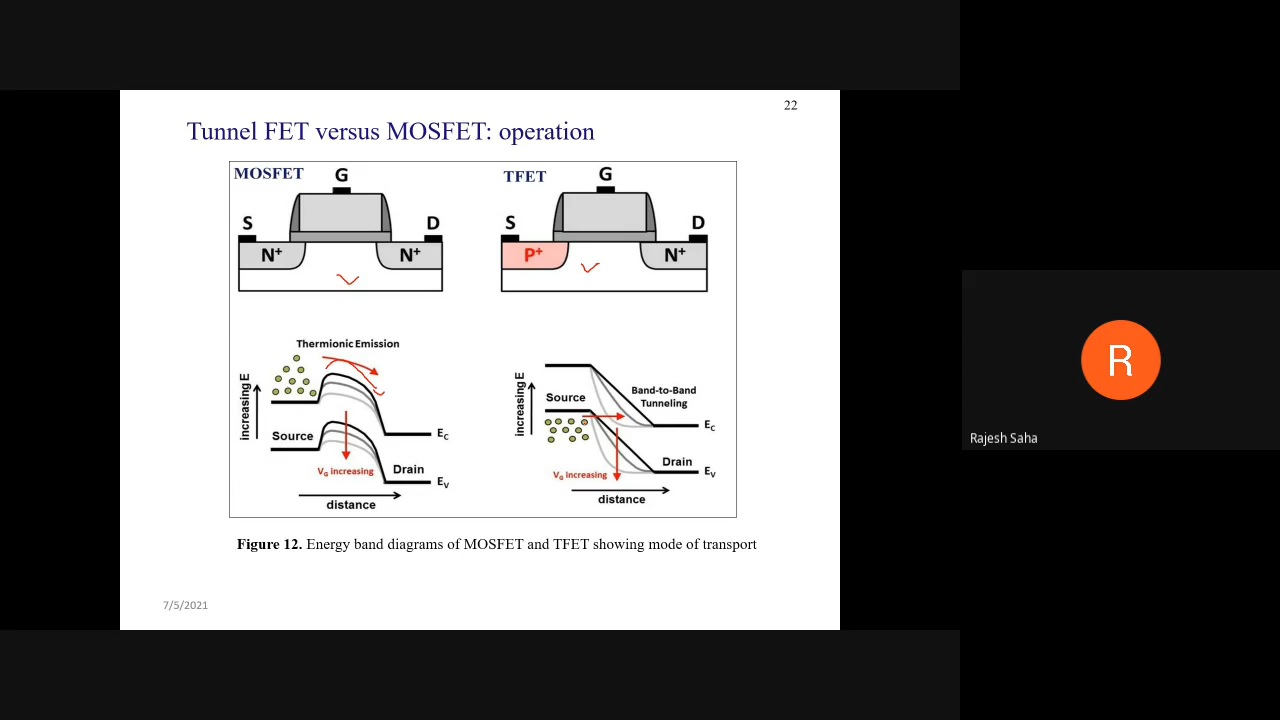 22
Tunnel FET versus MOSFET: operation
MOSFET
G
S
D
N+
N+
TFET
G
S
D
P+
N+
Thermionic Emission
increasing E
Source
EC
VG increasing
Drain
EV
distance
increasing E
Source
Band-to-Band
Tunneling
EC
Drain
VG increasing
EV
distance
Figure 12. Energy band diagrams of MOSFET and TFET showing mode of transport
7/5/2021
R
Rajesh Saha